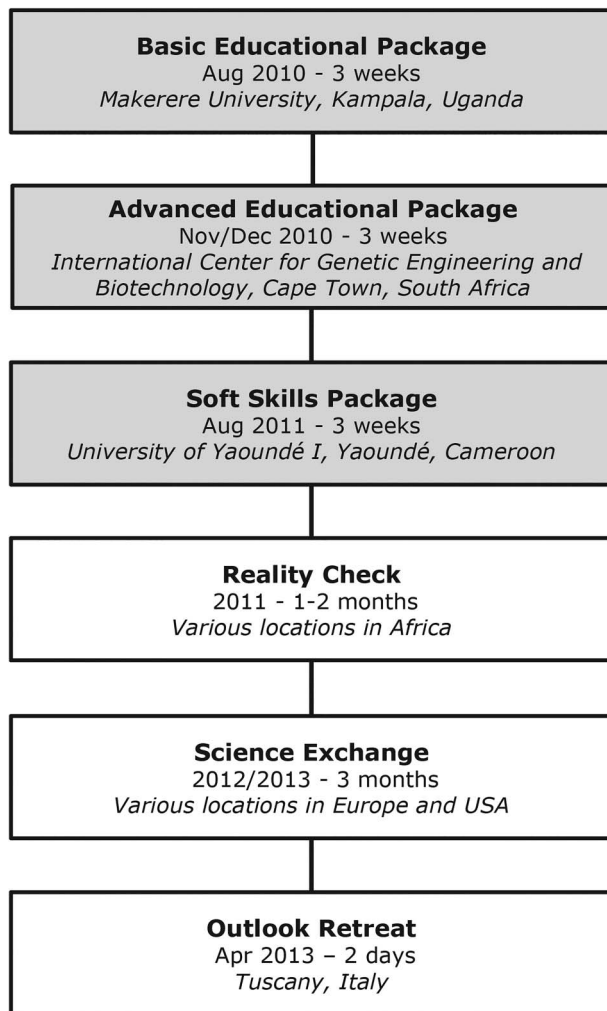 Basic Educational Package
Aug 2010 - 3 weeks
Makerere University, Kampala, Uganda
Advanced Educational Package
Nov/Dec 2010 - 3 weeks
International Center for Genetic Engineering and
Biotechnology, Cape Town, South Africa
Soft Skills Package
Aug 2011 - 3 weeks
University of Yaoundé I, Yaoundé, Cameroon
Reality Check
2011 - 1-2 months
Various locations in Africa
Science Exchange
2012/2013 - 3 months
Various locations in Europe and USA
Outlook Retreat
Apr 2013 – 2 days
Tuscany, Italy